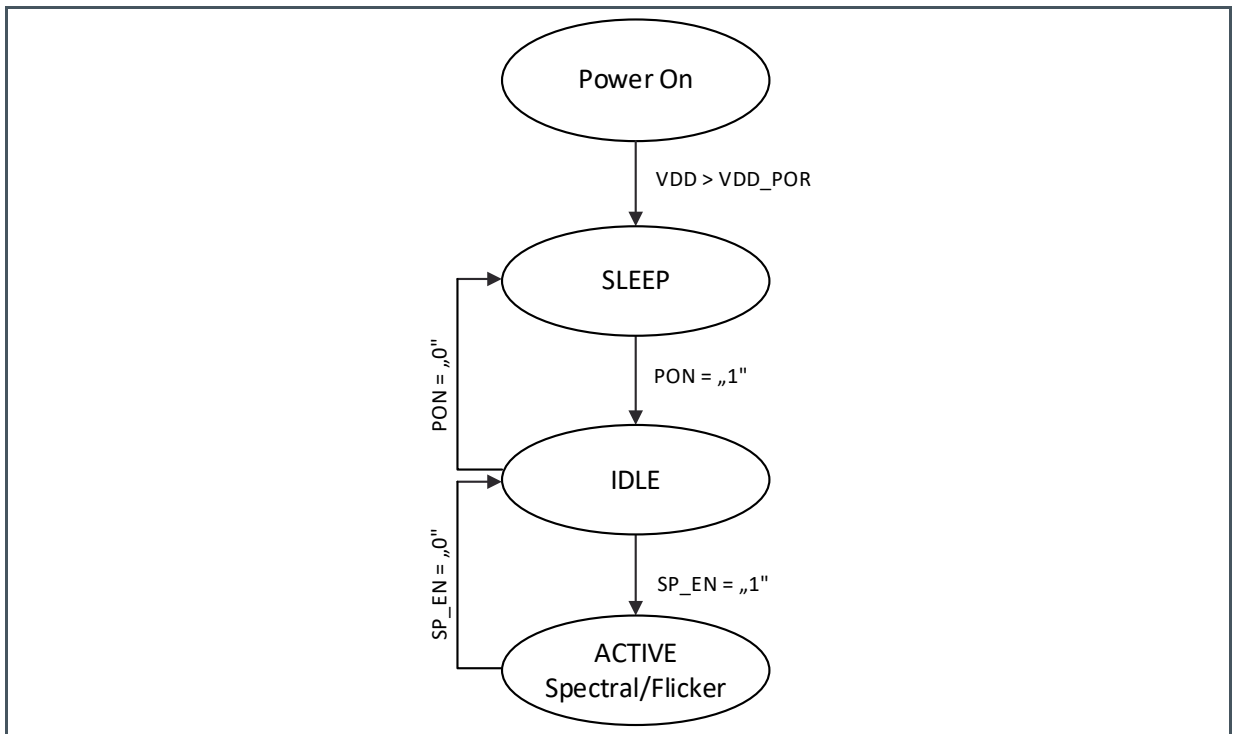 Power On
VDD > VDD_POR
SLEEP
PON = „0"
PON = „1"
IDLE
SP_EN = „0"
SP_EN = „1"
ACTIVE
Spectral/Flicker